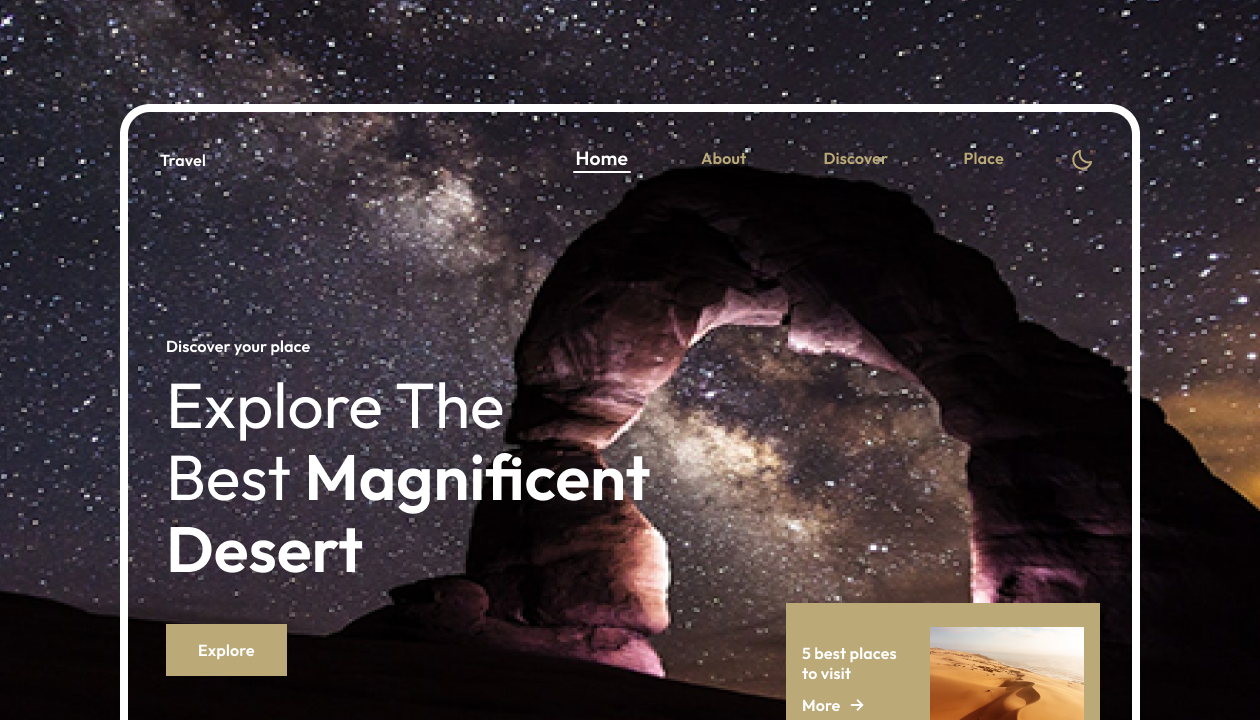 Travel
Home
About
Discover
Place
Discover your place
Explore The
Best Magnificent
Desert
Explore
5 best places
to visit
More →